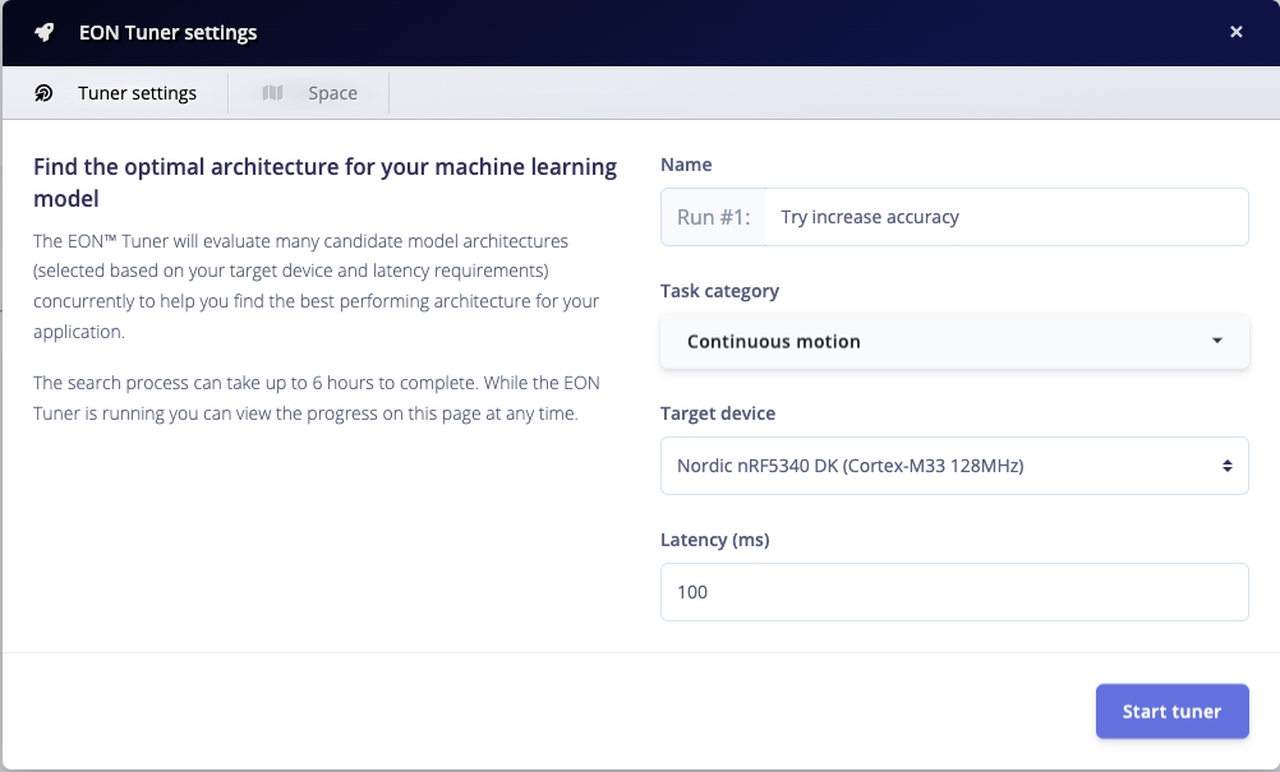 EON Tuner settings
Tuner settings
Space
Find the optimal architecture for your machine learning
model
The EON™ Tuner will evaluate many candidate model architectures
(selected based on your target device and latency requirements)
concurrently to help you find the best performing architecture for your
application.
The search process can take up to 6 hours to complete. While the EON
Tuner is running you can view the progress on this page at any time.
Name
Run #1: Try increase accuracy
Task category
Continuous motion
Target device
Nordic nRF5340 DK (Cortex-M33 128MHz)
Latency (ms)
100
Start tuner